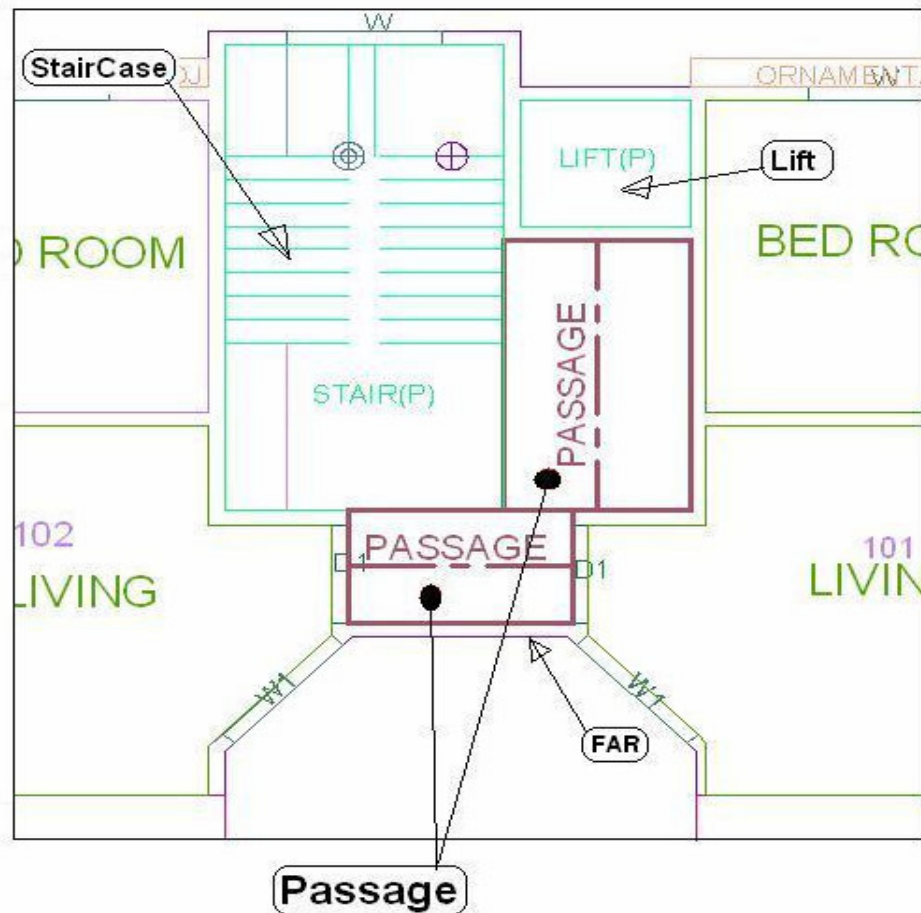 W
StairCase
ORNAMENTA
W
LIFT(P)
Lift
ROOM
BED RO
PASSAGE
STAIR(P)
102
LIVING
PASSAGE
D1
D1
101
LIVIN
W1
W1
FAR
Passage